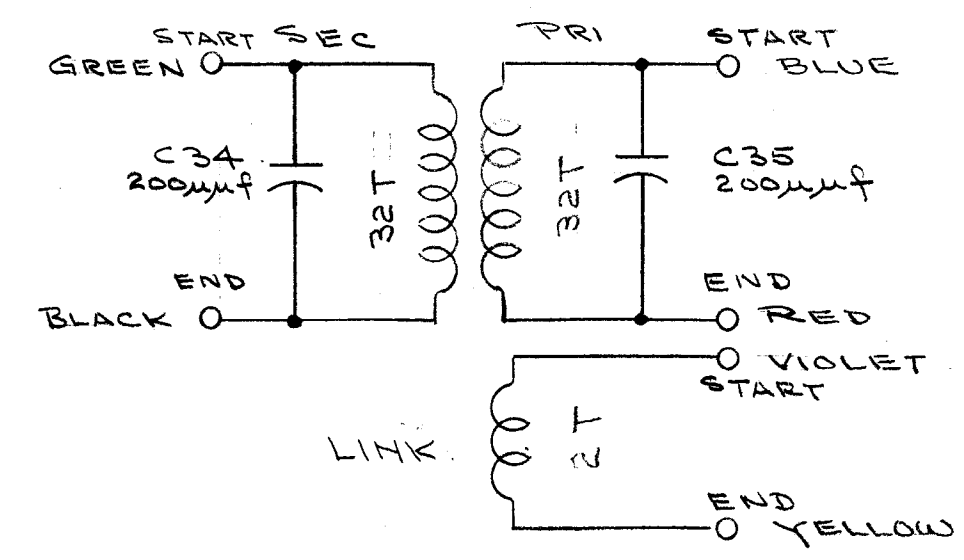 START SEC
GREEN
C34
200µµf
32T
END
BLACK
PRI
START
BLUE
32T
C35
200µµf
END
RED
VIOLET
START
LINK
2T
END
YELLOW